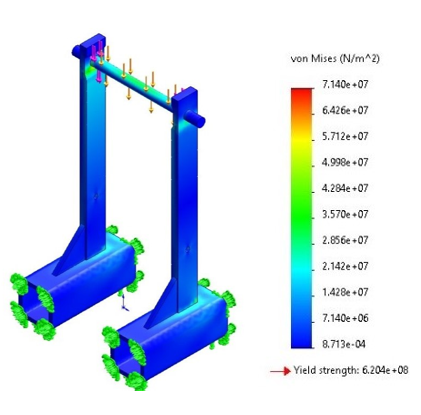 von Mises (N/m^2)
7.140e+07
6.426e+07
5.712e+07
4.998e+07
4.284e+07
3.570e+07
2.856e+07
2.142e+07
1.428e+07
7.140e+06
8.713e-04
Yield strength: 6.204e+08